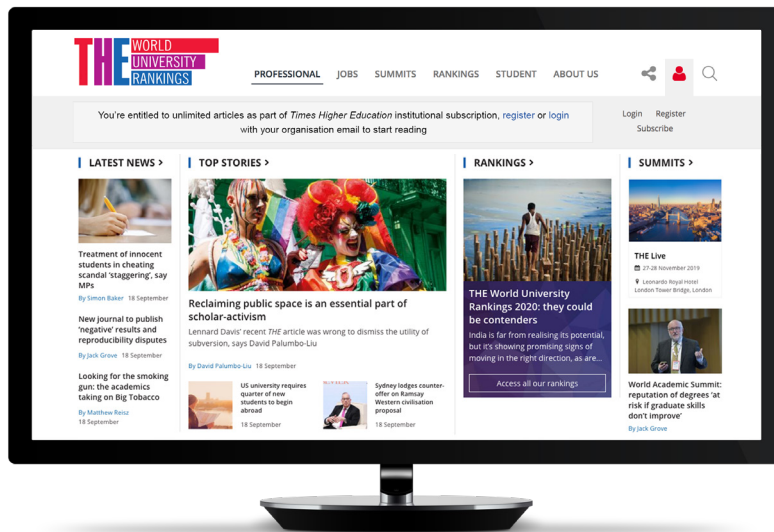 THE
WORLD
UNIVERSITY
RANKINGS
PROFESSIONAL JOBS SUMMITS RANKINGS STUDENT ABOUT US
You're entitled to unlimited articles as part of Times Higher Education institutional subscription, register or login
with your organisation email to start reading
Login Register
Subscribe
LATEST NEWS >
Treatment of innocent
students in cheating
scandal 'staggering', say
MPs
By Simon Baker 18 September
New journal to publish
'negative' results and
reproducibility disputes
By Jack Grove 18 September
Looking for the smoking
gun: the academics
taking on Big Tobacco
By Matthew Reisz
18 September
TOP STORIES >
Reclaiming public space is an essential part of
scholar-activism
Lennard Davis' recent THE article was wrong to dismiss the utility of
subversion, says David Palumbo-Liu
By David Palumbo-Liu 18 September
US university requires
quarter of new
students to begin
abroad
18 September
Sydney lodges counter-
offer on Ramsay
Western civilisation
proposal
18 September
RANKINGS >
THE World University
Rankings 2020: they could
be contenders
India is far from realising its potential,
but it's showing promising signs of
moving in the right direction, as are...
Access all our rankings
SUMMITS >
THE Live
27-28 November 2019
Leonardo Royal Hotel
London Tower Bridge, London
World Academic Summit:
reputation of degrees 'at
risk if graduate skills
don't improve'
By Jack Grove